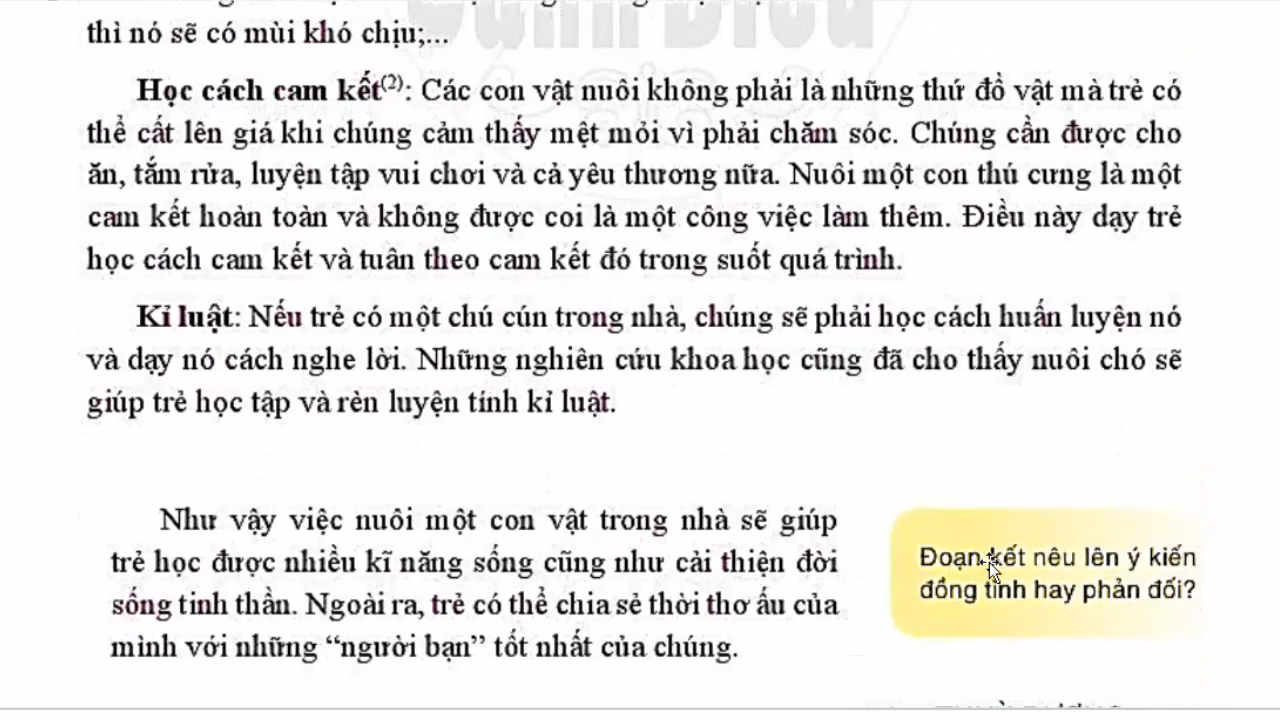 thì nó sẽ có mùi khó chịu;...
Học cách cam kết(2): Các con vật nuôi không phải là những thứ đồ vật mà trẻ có
thể cất lên giá khi chúng cảm thấy mệt mỏi vì phải chăm sóc. Chúng cần được cho
ăn, tắm rửa, luyện tập vui chơi và cả yêu thương nữa. Nuôi một con thú cưng là một
cam kết hoàn toàn và không được coi là một công việc làm thêm. Điều này dạy trẻ
học cách cam kết và tuân theo cam kết đó trong suốt quá trình.
Kỉ luật: Nếu trẻ có một chú cún trong nhà, chúng sẽ phải học cách huấn luyện nó
và dạy nó cách nghe lời. Những nghiên cứu khoa học cũng đã cho thấy nuôi chó sẽ
giúp trẻ học tập và rèn luyện tính kỉ luật.
Như vậy việc nuôi một con vật trong nhà sẽ giúp
trẻ học được nhiều kĩ năng sống cũng như cải thiện đời
sống tinh thần. Ngoài ra, trẻ có thể chia sẻ thời thơ ấu của
mình với những “người bạn” tốt nhất của chúng.
Đoạn kết nêu lên ý kiến
đồng tình hay phản đối?